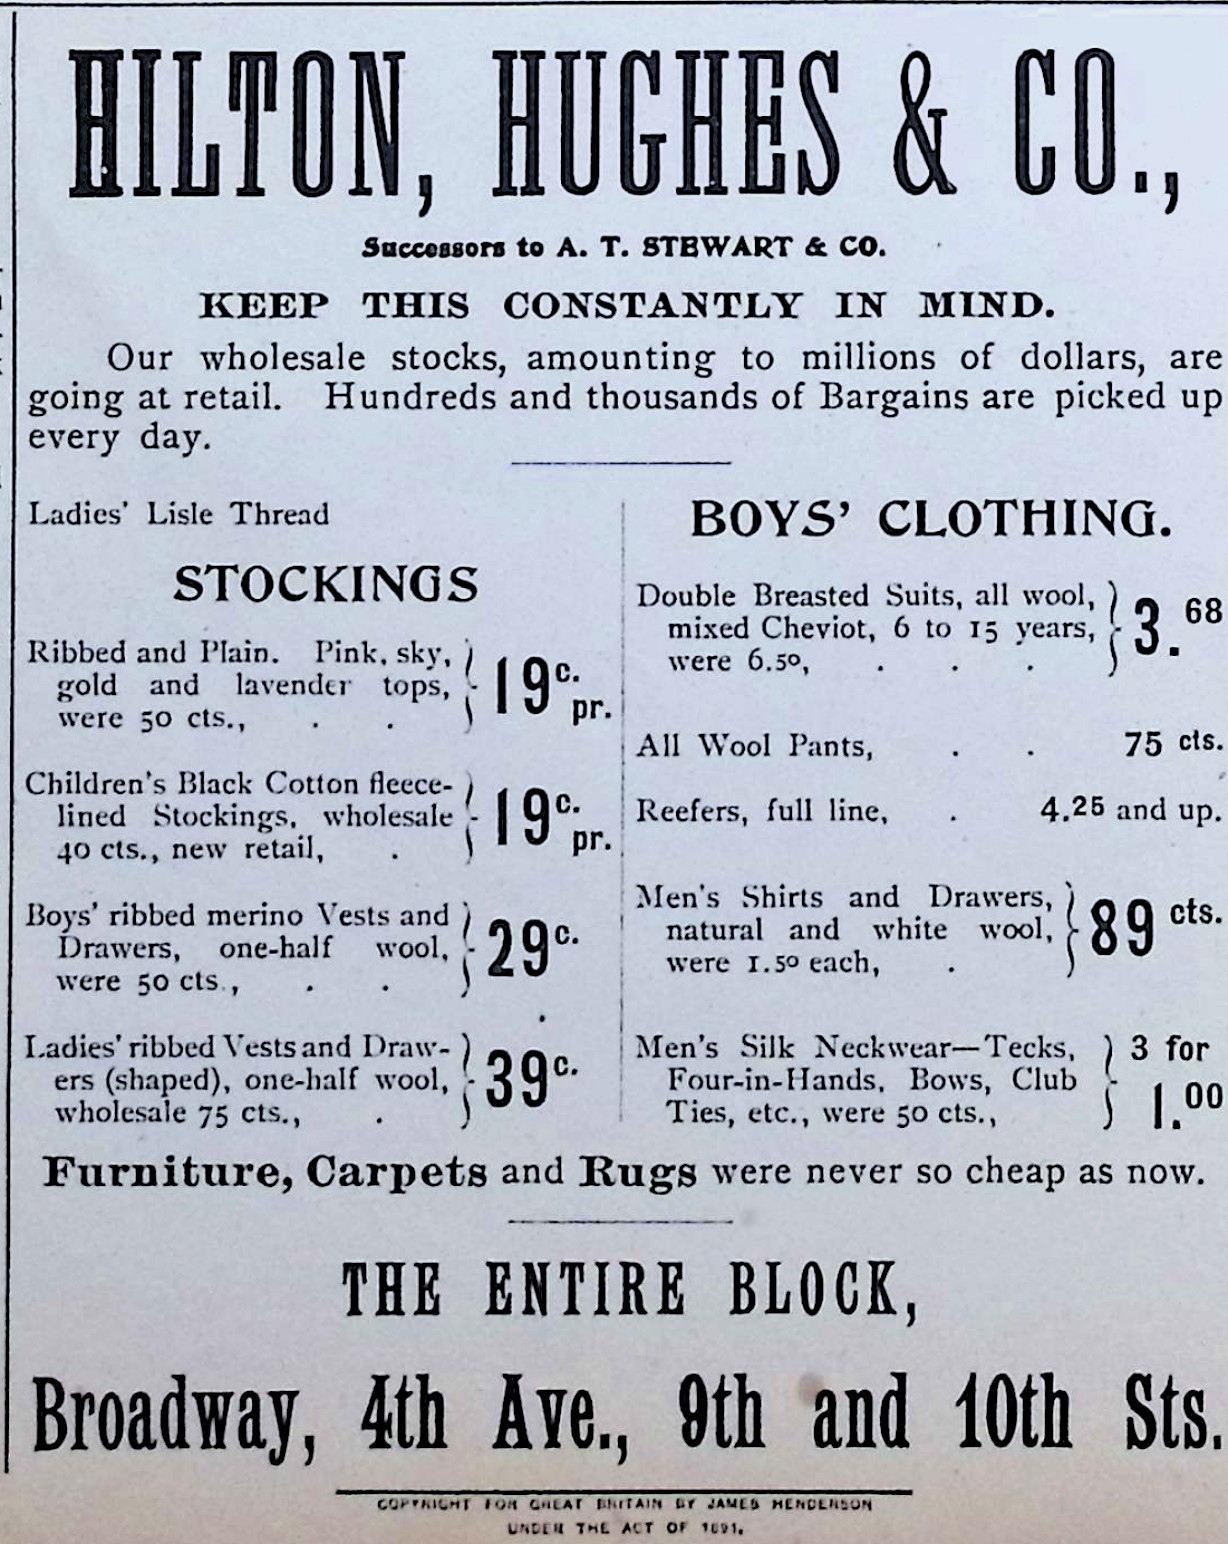 HILTON, HUGHES & CO.,
Successors to A. T. STEWART & CO.
KEEP THIS CONSTANTLY IN MIND.
Our wholesale stocks, amounting to millions of dollars, are
going at retail. Hundreds and thousands of Bargains are picked up
every day.
Ladies' Lisle Thread
STOCKINGS
Ribbed and Plain. Pink, sky,
gold and lavender tops,
were 50 cts., . .
19c. pr.
Children's Black Cotton fleece-
lined Stockings, wholesale
40 cts., new retail, .
19c. pr.
Boys' ribbed merino Vests and
Drawers, one-half wool,
were 50 cts., . .
29c.
Ladies' ribbed Vests and Draw-
ers (shaped), one-half wool,
wholesale 75 cts., .
39c.
BOYS' CLOTHING.
Double Breasted Suits, all wool,
mixed Cheviot, 6 to 15 years,
were 6.50, . . .
3.68
All Wool Pants, . . 75 cts.
Reefers, full line, . 4.25 and up.
Men's Shirts and Drawers,
natural and white wool,
were 1.50 each, .
89 cts.
Men's Silk Neckwear—Tecks,
Four-in-Hands, Bows, Club
Ties, etc., were 50 cts.,
3 for
1.00
Furniture, Carpets and Rugs were never so cheap as now.
THE ENTIRE BLOCK,
Broadway, 4th Ave., 9th and 10th Sts.
COPYRIGHT FOR GREAT BRITAIN BY JAMES HENDERSON
UNDER THE ACT OF 1891.